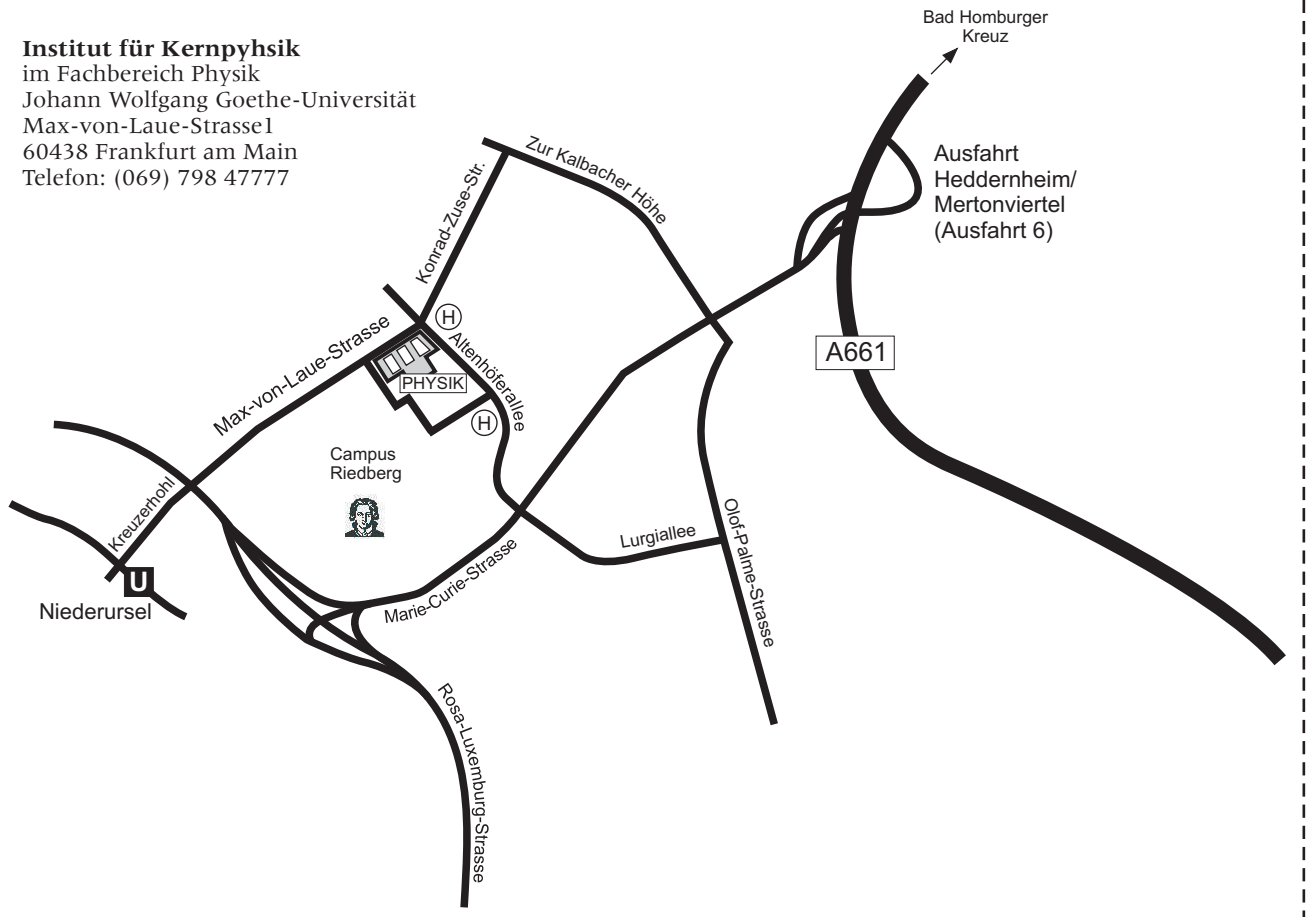 Institut für Kernpyhsik
im Fachbereich Physik
Johann Wolfgang Goethe-Universität
Max-von-Laue-Strasse1
60438 Frankfurt am Main
Telefon: (069) 798 47777
Bad Homburger
Kreuz
Ausfahrt
Heddernheim/
Mertonviertel
(Ausfahrt 6)
Zur Kalbacher Höhe
Konrad-Zuse-Str.
H
Max-von-Laue-Strasse
Altenhöferallee
PHYSIK
A661
H
Campus
Riedberg
Kreuzerhohl
U
Niederursel
Lurgiallee
Olof-Palme-Strasse
Marie-Curie-Strasse
Rosa-Luxemburg-Strasse